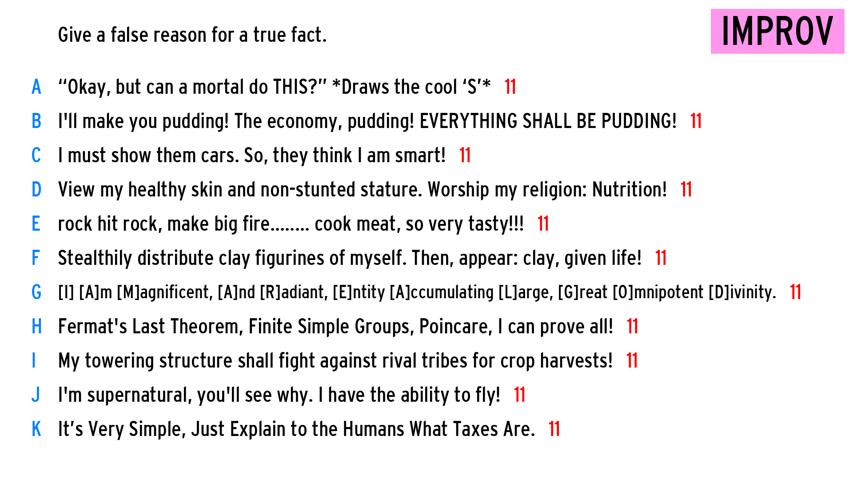 Give a false reason for a true fact.
IMPROV
A “Okay, but can a mortal do THIS?” *Draws the cool ‘S’* 11
B I'll make you pudding! The economy, pudding! EVERYTHING SHALL BE PUDDING! 11
C I must show them cars. So, they think I am smart! 11
D View my healthy skin and non-stunted stature. Worship my religion: Nutrition! 11
E rock hit rock, make big fire........ cook meat, so very tasty!!! 11
F Stealthily distribute clay figurines of myself. Then, appear: clay, given life! 11
G [I] [A]m [M]agnificent, [A]nd [R]adiant, [E]ntity [A]ccumulating [L]arge, [G]reat [O]mnipotent [D]ivinity. 11
H Fermat's Last Theorem, Finite Simple Groups, Poincare, I can prove all! 11
I My towering structure shall fight against rival tribes for crop harvests! 11
J I'm supernatural, you'll see why. I have the ability to fly! 11
K It’s Very Simple, Just Explain to the Humans What Taxes Are. 11